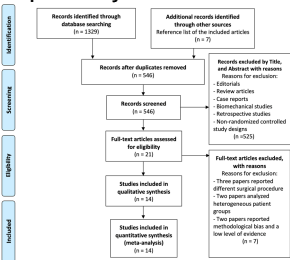 Identification
Records identified through
database searching
(n = 1329)
Additional records identified
through other sources
Reference list of the included articles
(n = 7)
Records after duplicates removed
(n = 546)
Screening
Records screened
(n = 546)
Records excluded by Title,
and Abstract with reasons
Reasons for exclusion:
- Editorials
- Review articles
- Case reports
- Biomechanical studies
- Retrospective studies
- Non-randomized controlled
study designs
(n =525)
Eligibility
Full-text articles assessed
for eligibility
(n = 21)
Full-text articles excluded,
with reasons
Reasons for exclusion:
- Three papers reported
different surgical procedure
- Two papers analyzed
heterogeneous patient
groups
- Two papers reported
methodological bias and a
low level of evidence
(n = 7)
Included
Studies included in
qualitative synthesis
(n = 14)
Studies included in
quantitative synthesis
(meta-analysis)
(n = 14)